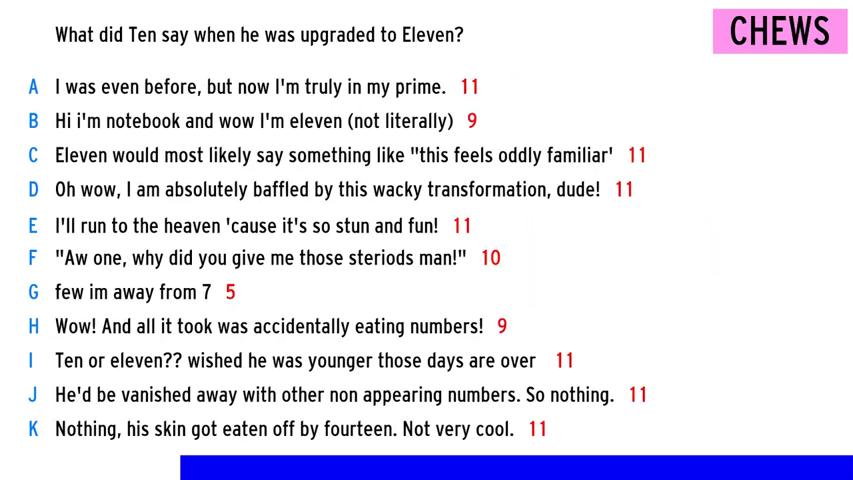 What did Ten say when he was upgraded to Eleven?
CHEWS
A I was even before, but now I'm truly in my prime. 11
B Hi i'm notebook and wow I'm eleven (not literally) 9
C Eleven would most likely say something like "this feels oddly familiar' 11
D Oh wow, I am absolutely baffled by this wacky transformation, dude! 11
E I'll run to the heaven 'cause it's so stun and fun! 11
F "Aw one, why did you give me those steriods man!" 10
G few im away from 7 5
H Wow! And all it took was accidentally eating numbers! 9
I Ten or eleven?? wished he was younger those days are over 11
J He'd be vanished away with other non appearing numbers. So nothing. 11
K Nothing, his skin got eaten off by fourteen. Not very cool. 11